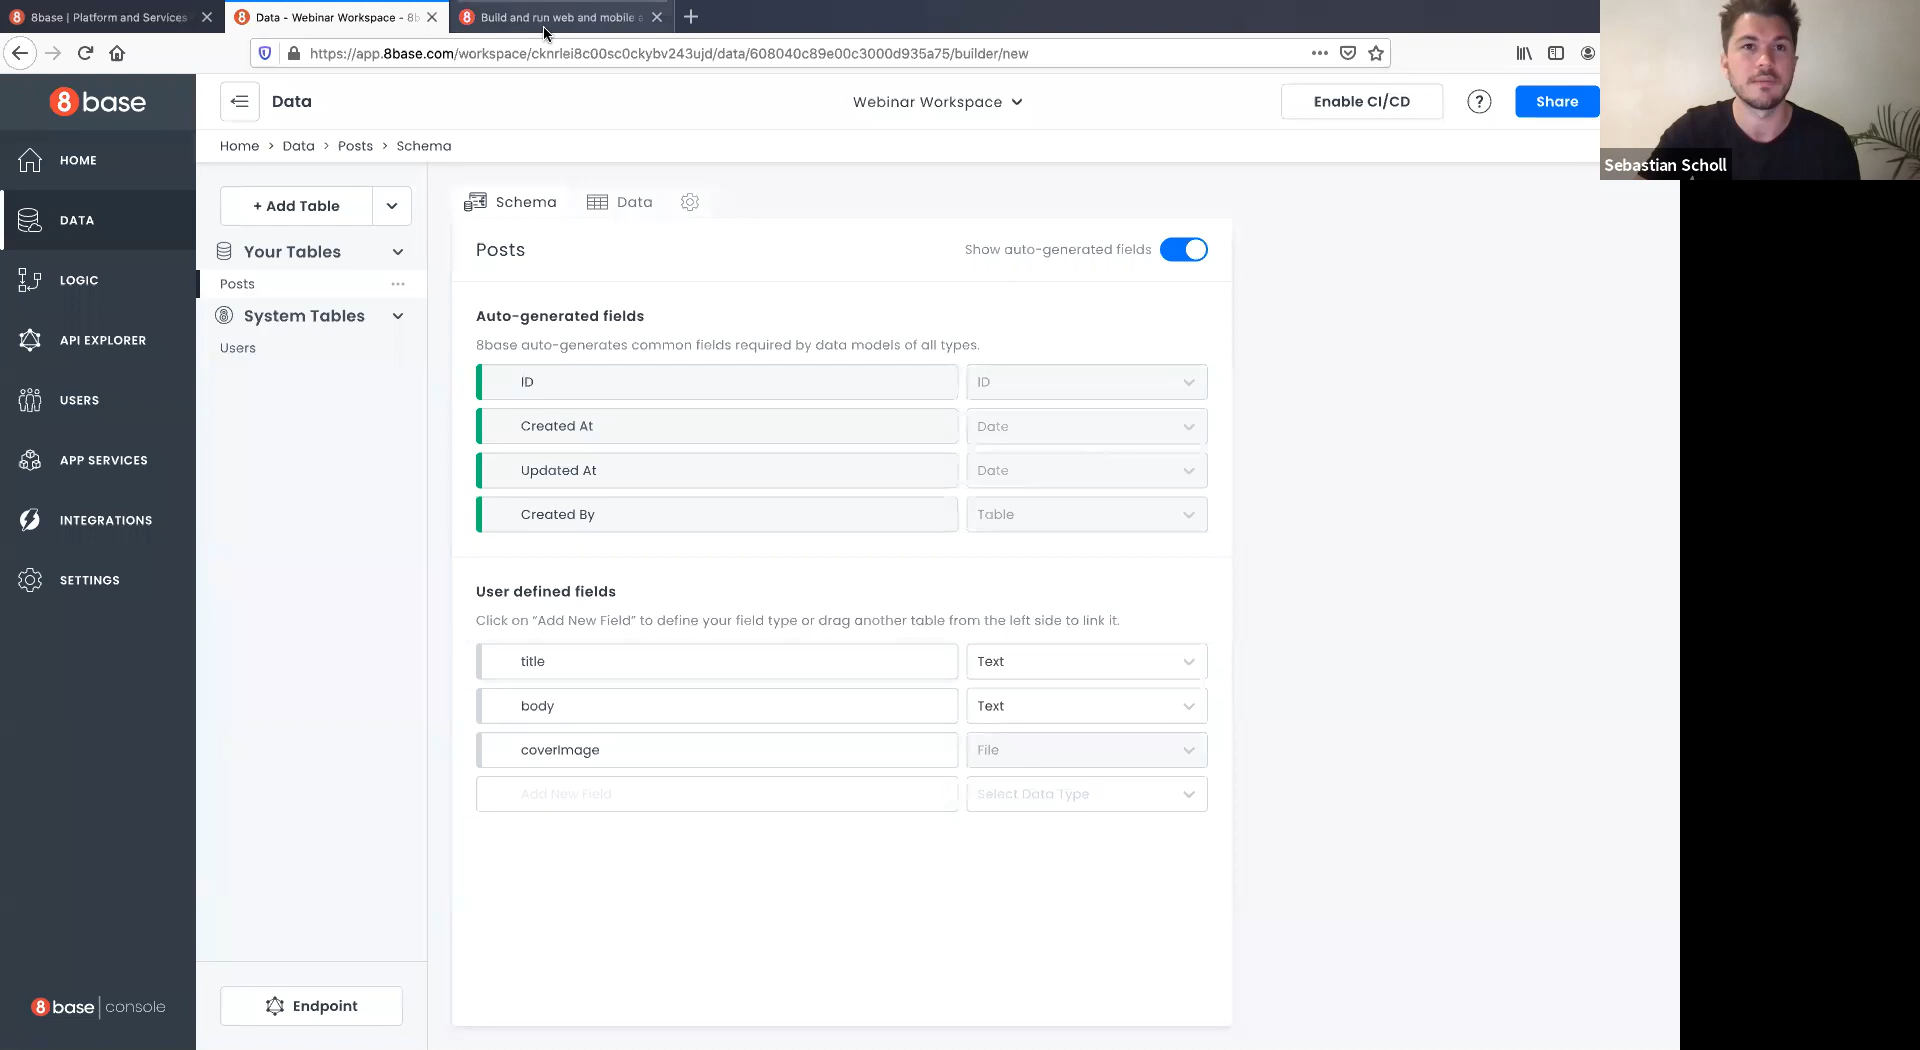 8base | Platform and Services
Data - Webinar Workspace - 8b
Build and run web and mobile a
https://app.8base.com/workspace/cknrlei8c00sc0ckybv243ujd/data/608040c89e00c3000d935a75/builder/new
8base
Data
Webinar Workspace
Enable CI/CD
?
Share
Home > Data > Posts > Schema
Sebastian Scholl
HOME
DATA
LOGIC
API EXPLORER
USERS
APP SERVICES
INTEGRATIONS
SETTINGS
8base | console
+ Add Table
Your Tables
Posts
System Tables
Users
Endpoint
Schema
Data
Posts
Show auto-generated fields
Auto-generated fields
8base auto-generates common fields required by data models of all types.
ID
ID
Created At
Date
Updated At
Date
Created By
Table
User defined fields
Click on “Add New Field” to define your field type or drag another table from the left side to link it.
title
Text
body
Text
coverImage
File
Add New Field
Select Data Type